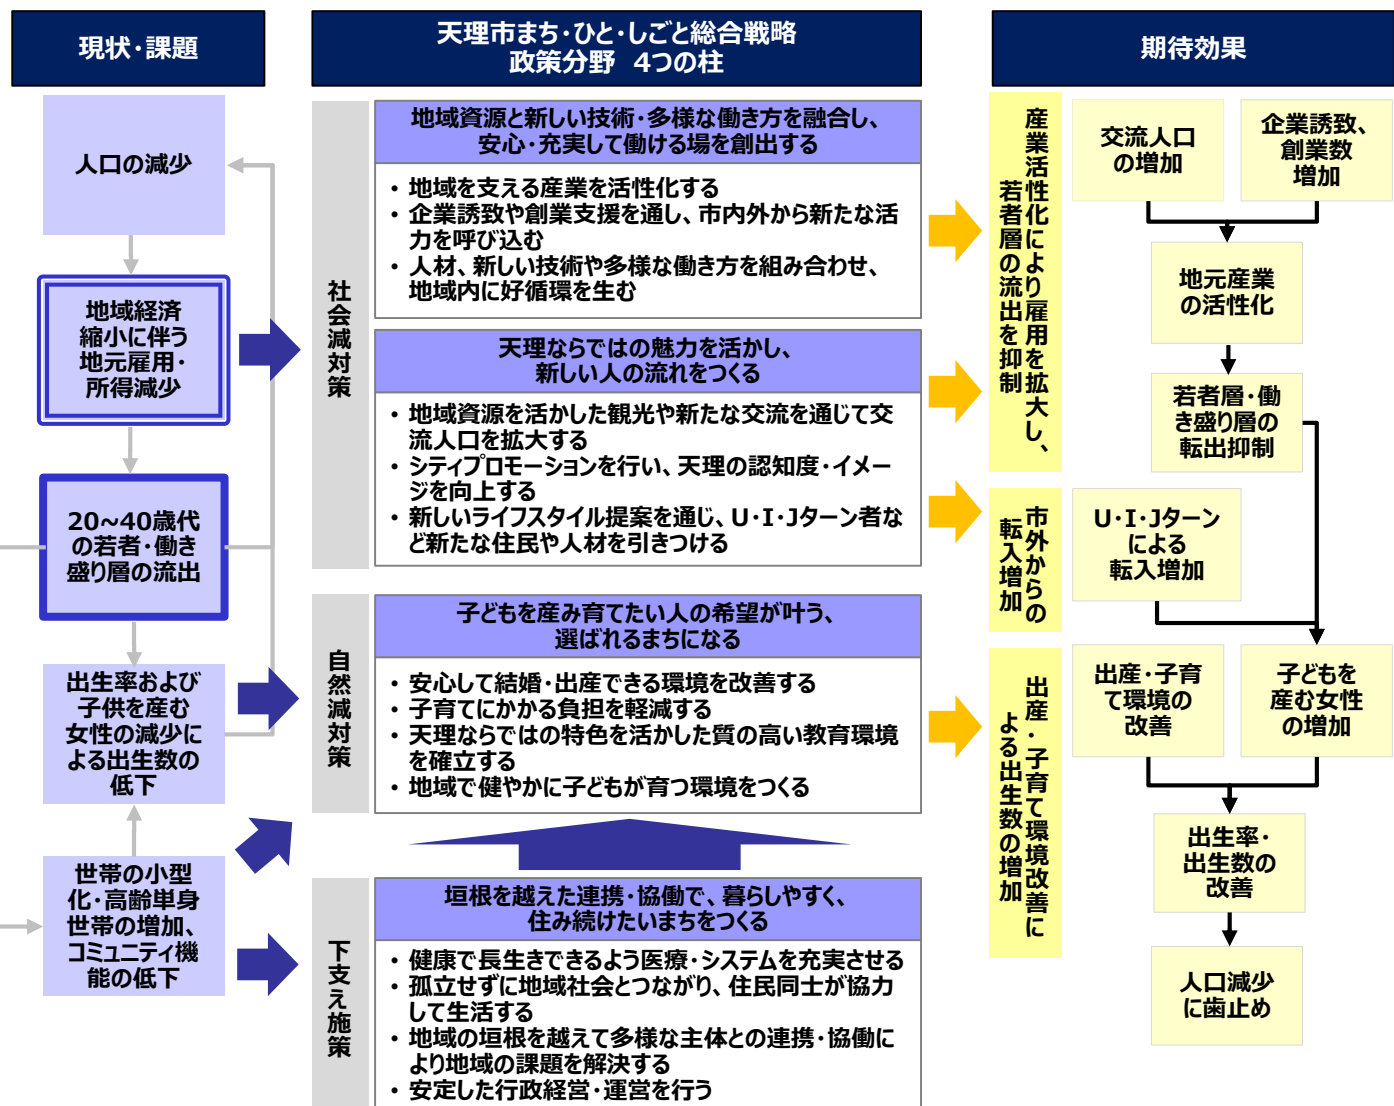 現状・課題
人口の減少
地域経済
縮小に伴う
地元雇用・
所得減少
20~40歳代
の若者・働き
盛り層の流出
出生率および
子供を産む
女性の減少に
よる出生数の
低下
世帯の小型
化・高齢単身
世帯の増加、
コミュニティ機
能の低下
天理市まち・ひと・しごと総合戦略
政策分野 4つの柱
社会減対策
地域資源と新しい技術・多様な働き方を融合し、
安心・充実して働ける場を創出する
・ 地域を支える産業を活性化する
・ 企業誘致や創業支援を通し、市内外から新たな活
力を呼び込む
・ 人材、新しい技術や多様な働き方を組み合わせ、
地域内に好循環を生む
天理ならではの魅力を活かし、
新しい人の流れをつくる
・ 地域資源を活かした観光や新たな交流を通じて交
流人口を拡大する
・ シティプロモーションを行い、天理の認知度・イメー
ジを向上する
・ 新しいライフスタイル提案を通じ、U・I・Jターン者な
ど新たな住民や人材を引きつける
自然減対策
子どもを産み育てたい人の希望が叶う、
選ばれるまちになる
・ 安心して結婚・出産できる環境を改善する
・ 子育てにかかる負担を軽減する
・ 天理ならではの特色を活かした質の高い教育環境
を確立する
・ 地域で健やかに子どもが育つ環境をつくる
下支え施策
垣根を越えた連携・協働で、暮らしやすく、
住み続けたいまちをつくる
・ 健康で長生きできるよう医療・システムを充実させる
・ 孤立せずに地域社会とつながり、住民同士が協力
して生活する
・ 地域の垣根を越えて多様な主体との連携・協働に
より地域の課題を解決する
・ 安定した行政経営・運営を行う
期待効果
産業活性化により雇用を拡大し、
若者層の流出を抑制
交流人口
の増加
企業誘致、
創業数
増加
地元産業
の活性化
若者層・働
き盛り層の
転出抑制
市外からの
転入増加
U・I・Jターン
による
転入増加
出産・子育て環境改善に
よる出生数の増加
出産・子育
て環境の
改善
子どもを
産む女性
の増加
出生率・
出生数の
改善
人口減少
に歯止め